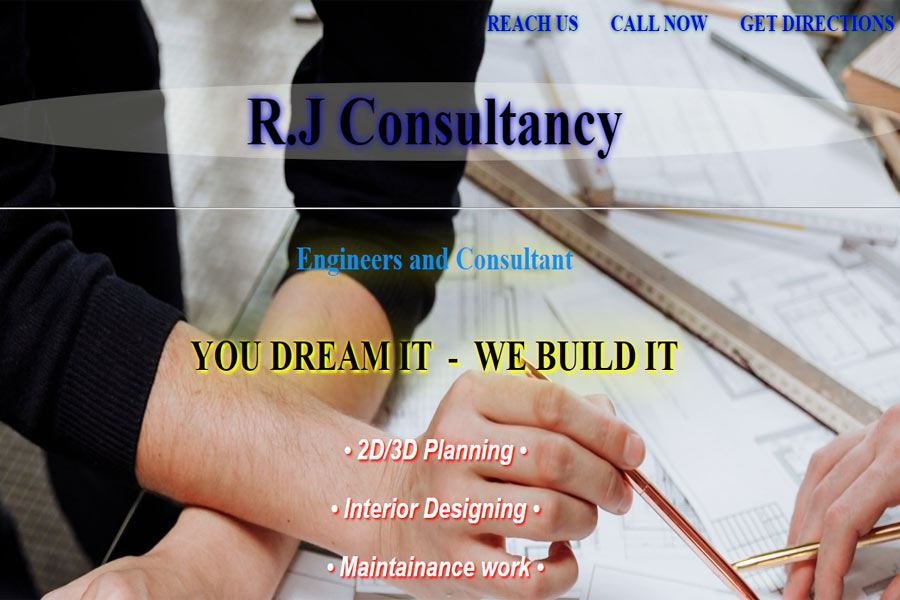 REACH US CALL NOW GET DIRECTIONS
R.J Consultancy
Engineers and Consultant
YOU DREAM IT - WE BUILD IT
• 2D/3D Planning •
• Interior Designing •
• Maintainance work •